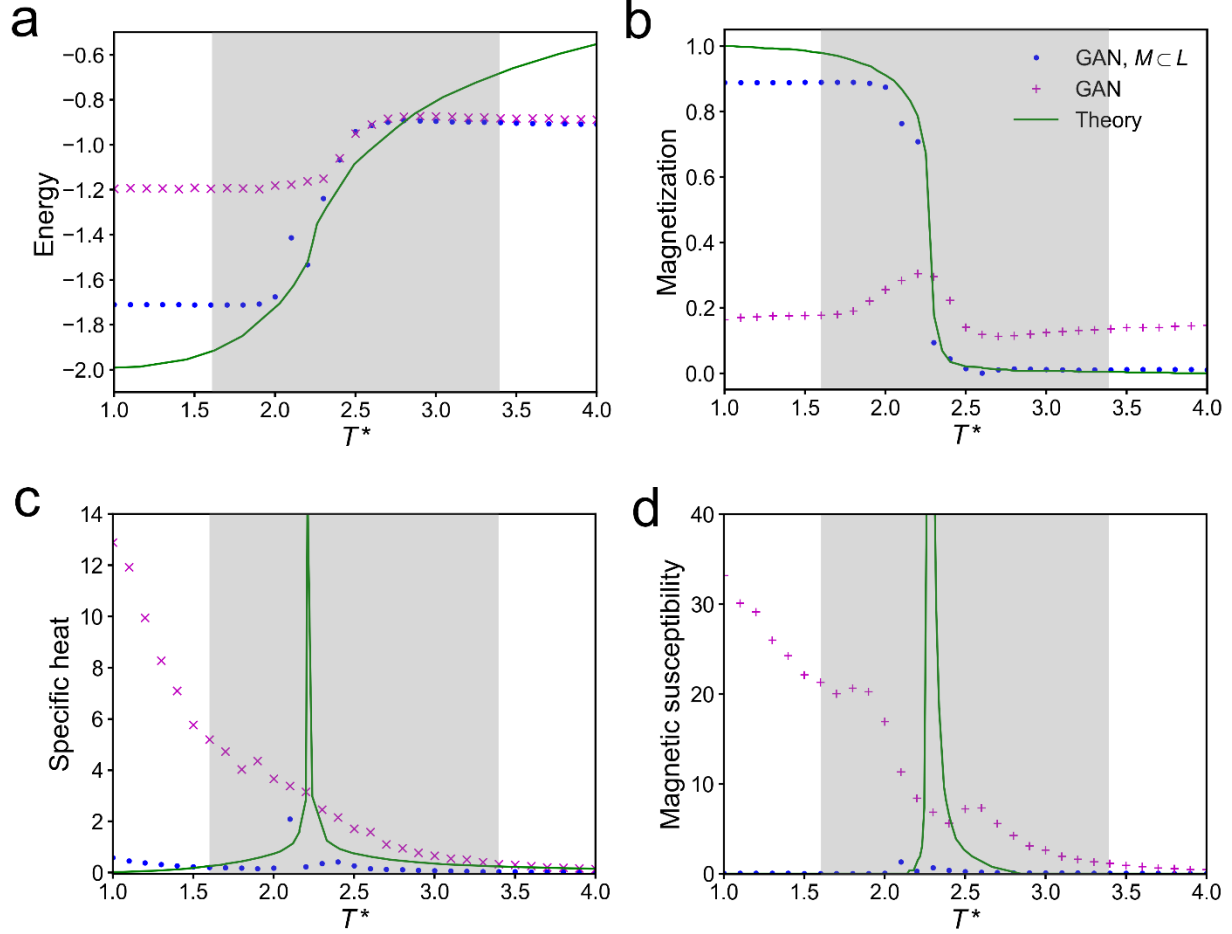 a
Energy
−0.6
−0.8
−1.0
−1.2
−1.4
−1.6
−1.8
−2.0
1.0 1.5 2.0 2.5 3.0 3.5 4.0
T*
b
Magnetization
1.0
0.8
0.6
0.4
0.2
0.0
GAN, M ⊂ L
GAN
Theory
1.0 1.5 2.0 2.5 3.0 3.5 4.0
T*
c
Specific heat
14
12
10
8
6
4
2
0
1.0 1.5 2.0 2.5 3.0 3.5 4.0
T*
d
Magnetic susceptibility
40
30
20
10
0
1.0 1.5 2.0 2.5 3.0 3.5 4.0
T*